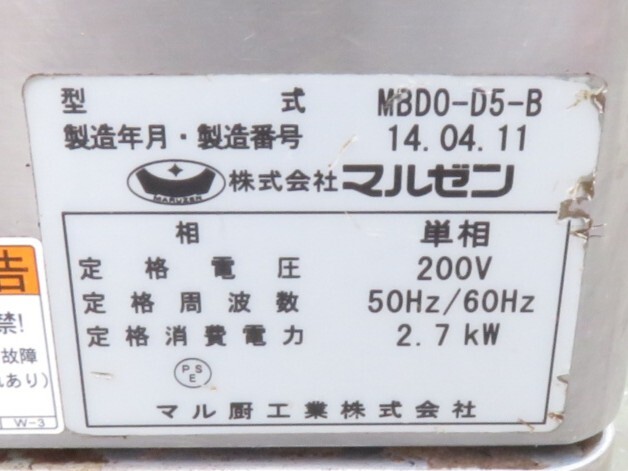 型式 MBDO-D5-B
製造年月・製造番号 14.04.11
MARUZEN 株式会社マルゼン
相 単相
定格電圧 200V
定格周波数 50Hz/60Hz
定格消費電力 2.7kW
PSE
マル厨工業株式会社
告
禁!
故障
あり)
W-3